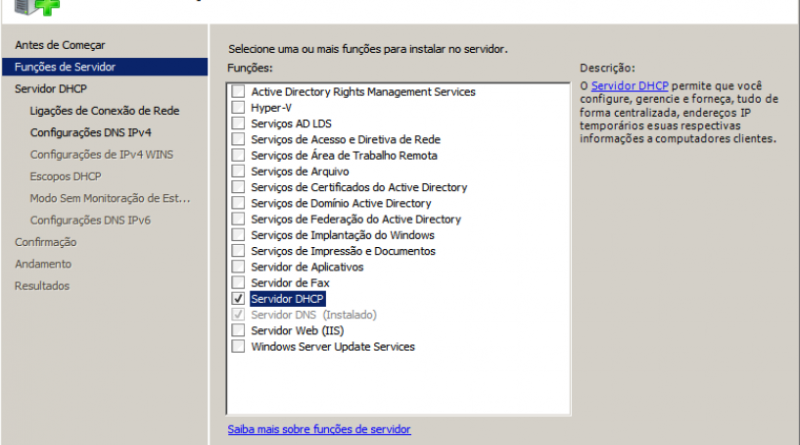 Antes de Começar
Funções de Servidor
Servidor DHCP
Ligações de Conexão de Rede
Configurações DNS IPv4
Configurações de IPv4 WINS
Escopos DHCP
Modo Sem Monitoração de Est...
Configurações DNS IPv6
Confirmação
Andamento
Resultados
Selecione uma ou mais funções para instalar no servidor.
Funções:
Active Directory Rights Management Services
Hyper-V
Serviços AD LDS
Serviços de Acesso e Diretiva de Rede
Serviços de Área de Trabalho Remota
Serviços de Arquivo
Serviços de Certificados do Active Directory
Serviços de Domínio Active Directory
Serviços de Federação do Active Directory
Serviços de Implantação do Windows
Serviços de Impressão e Documentos
Servidor de Aplicativos
Servidor de Fax
Servidor DHCP
Servidor DNS (Instalado)
Servidor Web (IIS)
Windows Server Update Services
Saiba mais sobre funções de servidor
Descrição:
O Servidor DHCP permite que você
configure, gerencie e forneça, tudo de
forma centralizada, endereços IP
temporários esuas respectivas
informações a computadores clientes.